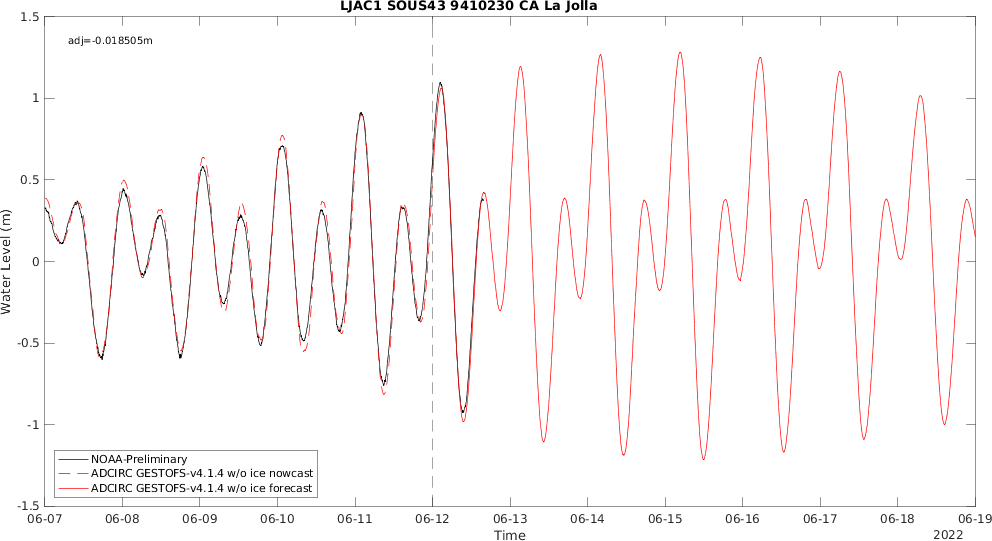 LJAC1 SOUS43 9410230 CA La Jolla
adj=-0.018505m
1.5
1
0.5
0
-0.5
-1
-1.5
Water Level (m)
NOAA-Preliminary
ADCIRC GESTOFS-v4.1.4 w/o ice nowcast
ADCIRC GESTOFS-v4.1.4 w/o ice forecast
06-07 06-08 06-09 06-10 06-11 06-12 06-13 06-14 06-15 06-16 06-17 06-18 06-19
Time
2022